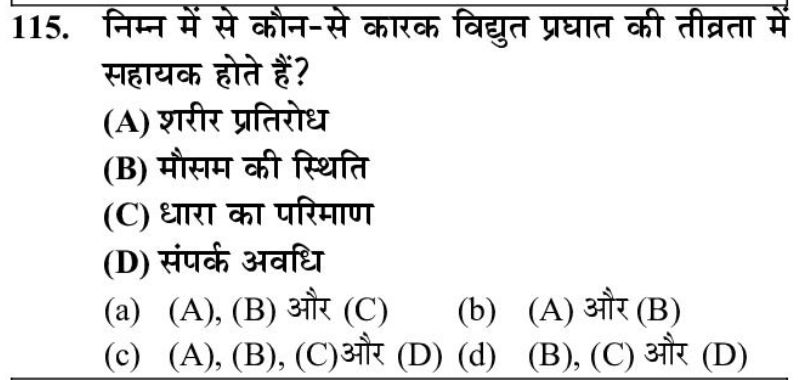 115. निम्न में से कौन-से कारक विद्युत प्रघात की तीव्रता में
सहायक होते हैं?
(A) शरीर प्रतिरोध
(B) मौसम की स्थिति
(C) धारा का परिमाण
(D) संपर्क अवधि
(a) (A), (B) और (C) (b) (A) और (B)
(c) (A), (B), (C)और (D) (d) (B), (C) और (D)